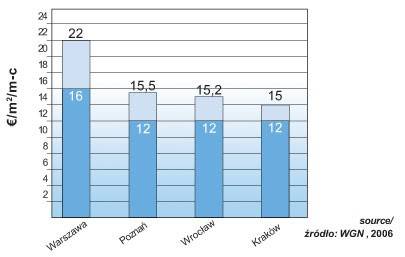 24
22
20
18
16
14
12
10
8
6
4
2
€/m²/m-c
22
16
15,5
12
15,2
12
15
12
Warszawa
Poznań
Wrocław
Kraków
source/
źródło: WGN , 2006